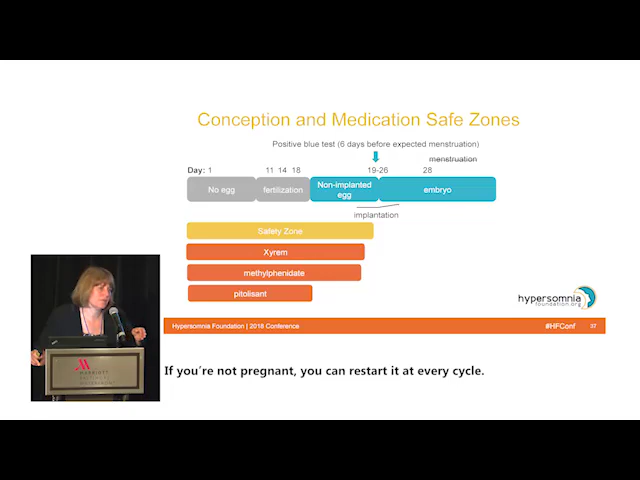 Conception and Medication Safe Zones
Positive blue test (6 days before expected menstruation)
menstruation
Day: 1 11 14 18 19-26 28
No egg
fertilization
Non-implanted
egg
embryo
implantation
Safety Zone
Xyrem
methylphenidate
pitolisant
hypersomnia
foundation.org
Hypersomnia Foundation | 2018 Conference #HFConf 37
MARRIOTT
If you're not pregnant, you can restart it at every cycle.